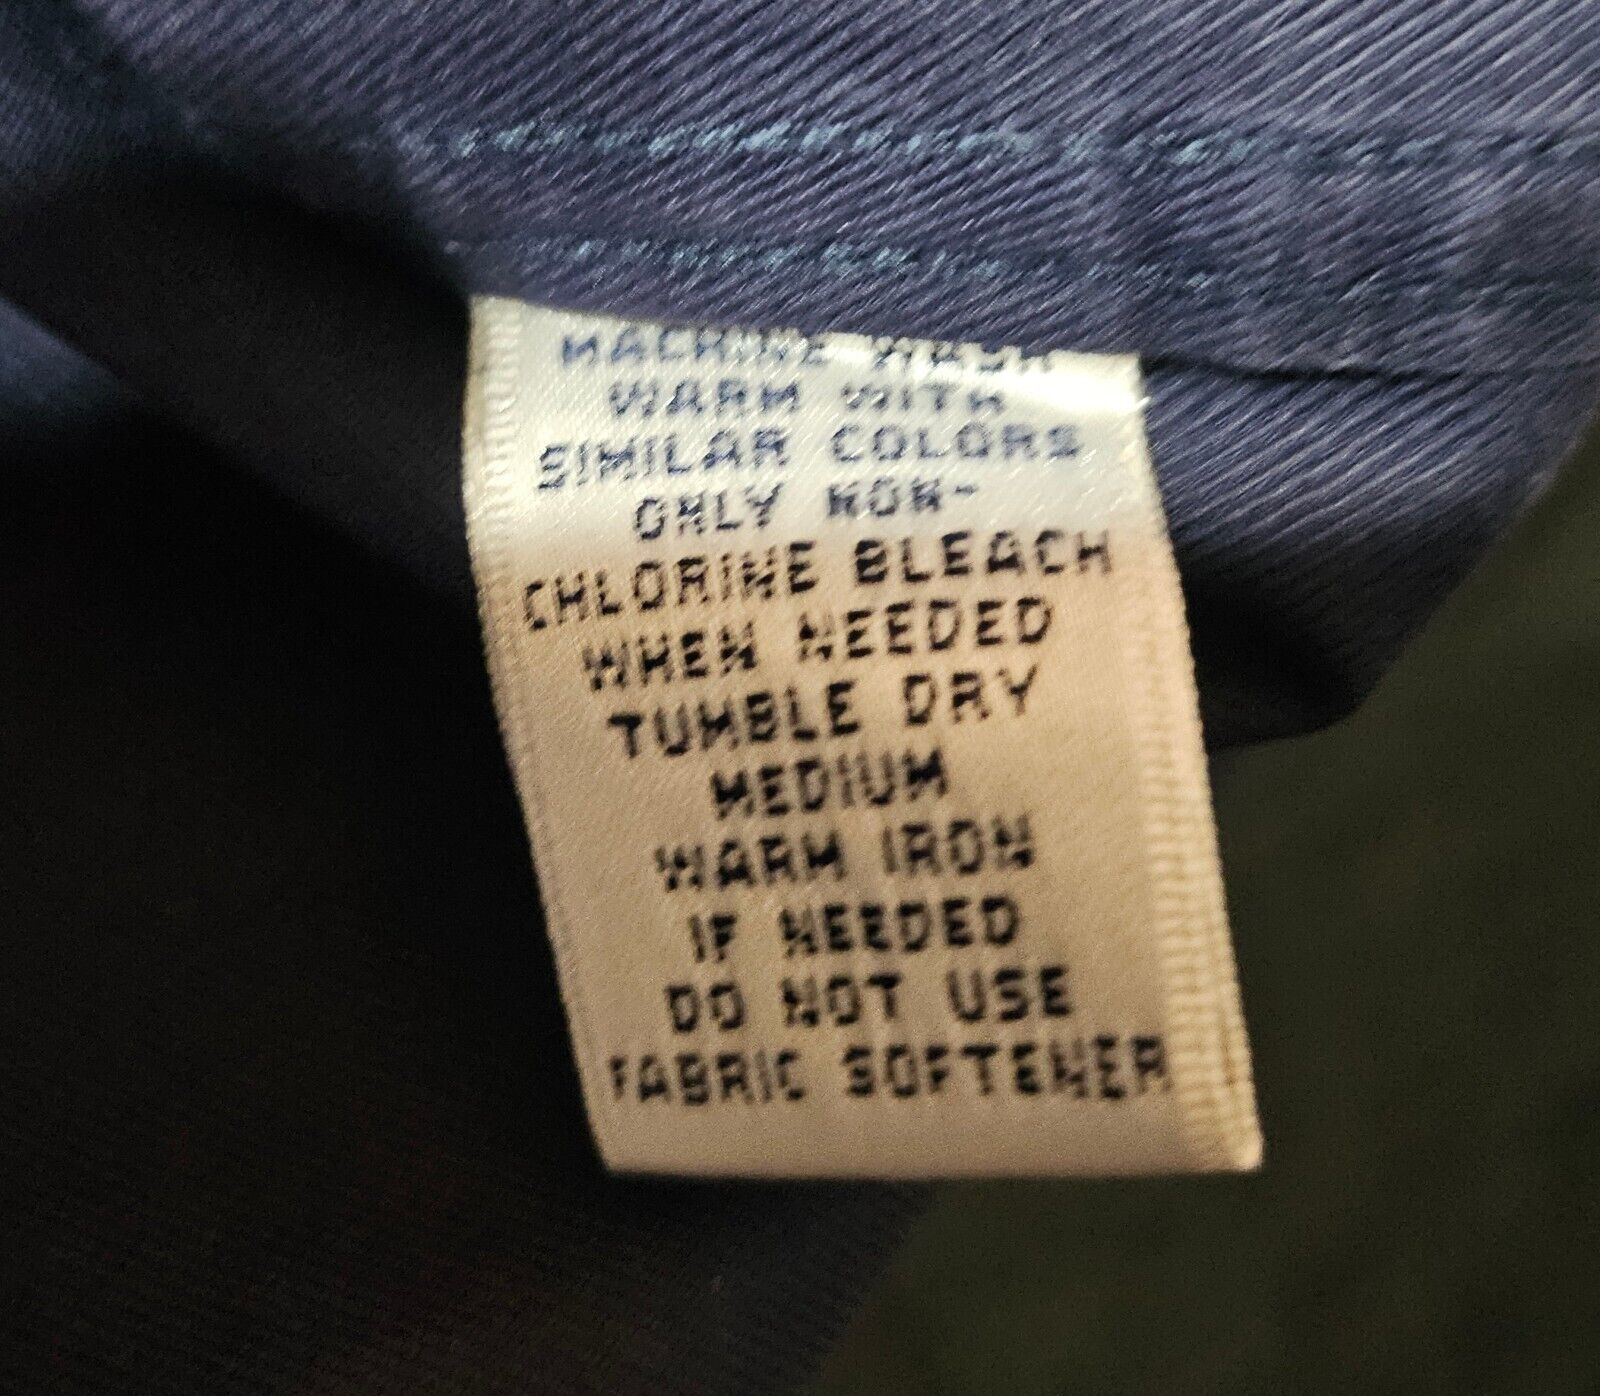 MACHINE WASH
WARM WITH
SIMILAR COLORS
ONLY NON-
CHLORINE BLEACH
WHEN NEEDED
TUMBLE DRY
MEDIUM
WARM IRON
IF NEEDED
DO NOT USE
FABRIC SOFTENER